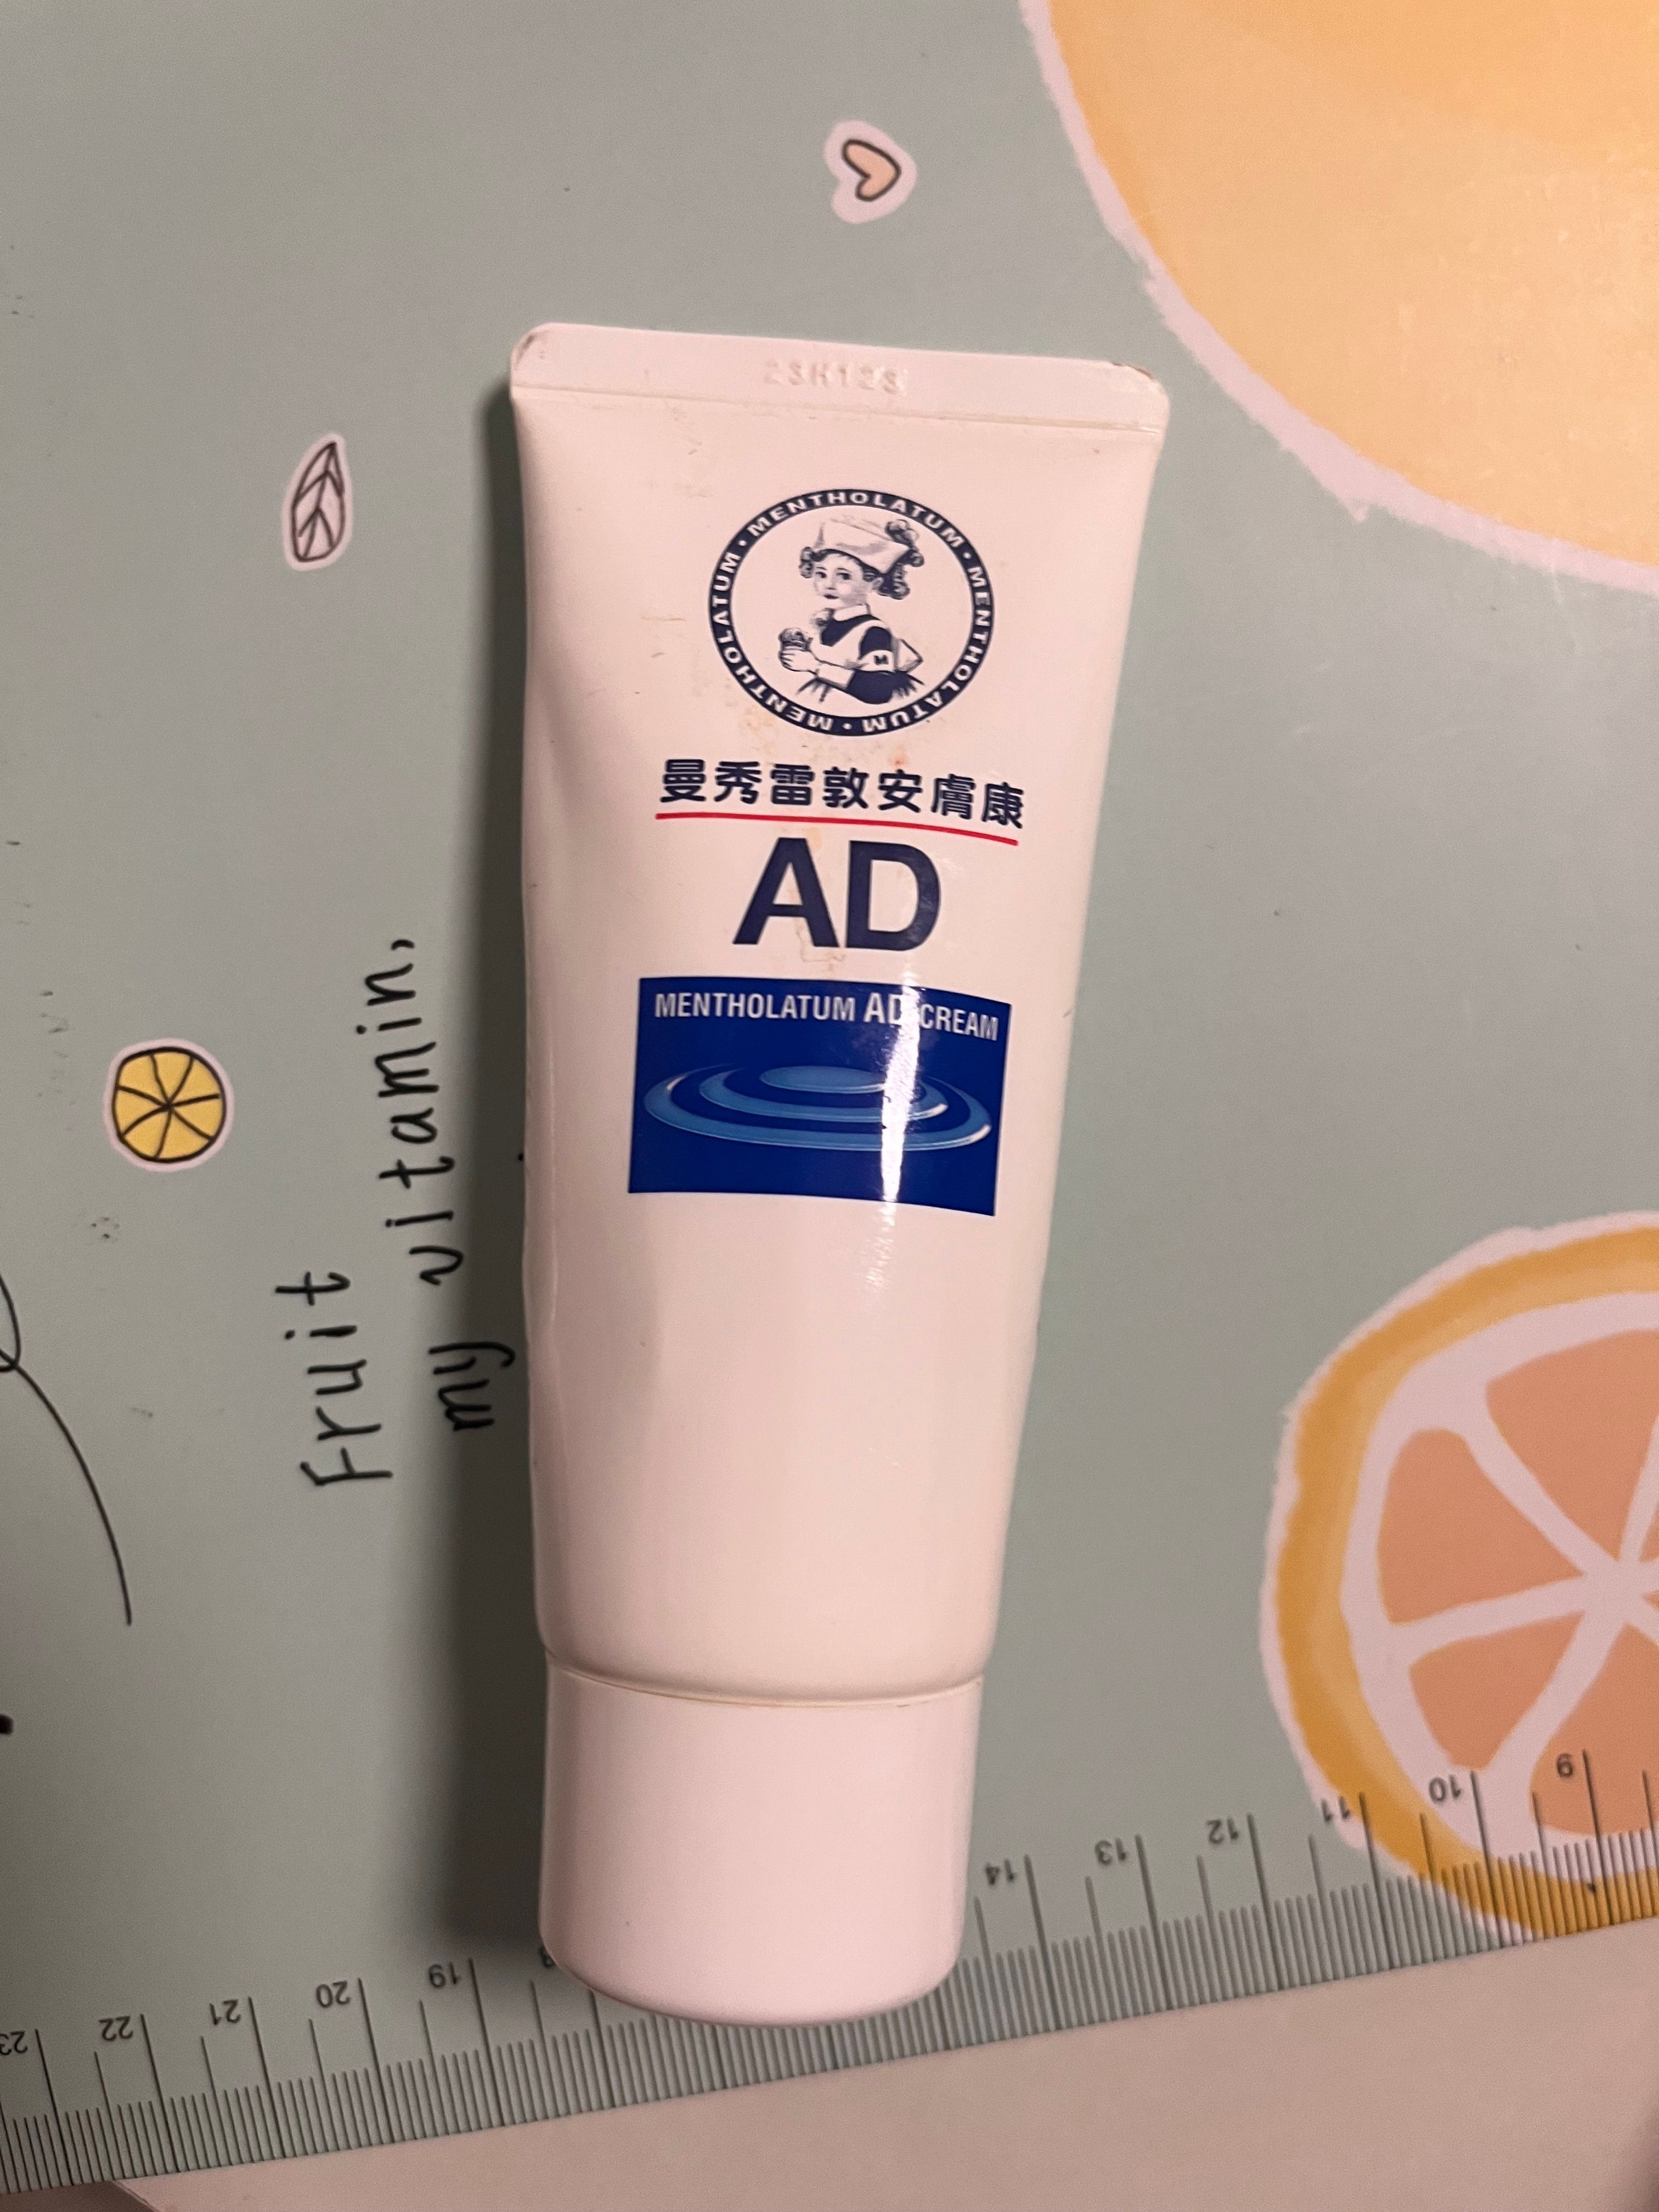 MENTHOLATUM • MENTHOLATUM • MENTHOLATUM • MENTHOLATUM
M
曼秀雷敦安膚康
AD
MENTHOLATUM AD CREAM
Fruit
my vitamin,
23 22 21 20 19 14 13 12 11 10 9